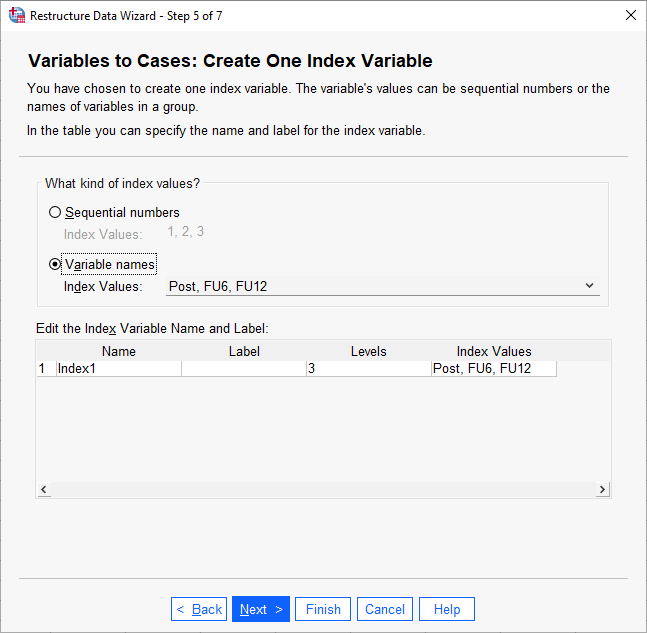 Restructure Data Wizard - Step 5 of 7
Variables to Cases: Create One Index Variable
You have chosen to create one index variable. The variable's values can be sequential numbers or the
names of variables in a group.
In the table you can specify the name and label for the index variable.
What kind of index values?
Sequential numbers
Index Values: 1, 2, 3
Variable names
Index Values: Post, FU6, FU12
Edit the Index Variable Name and Label:
Name Label Levels Index Values
1 Index1 3 Post, FU6, FU12
< Back Next > Finish Cancel Help